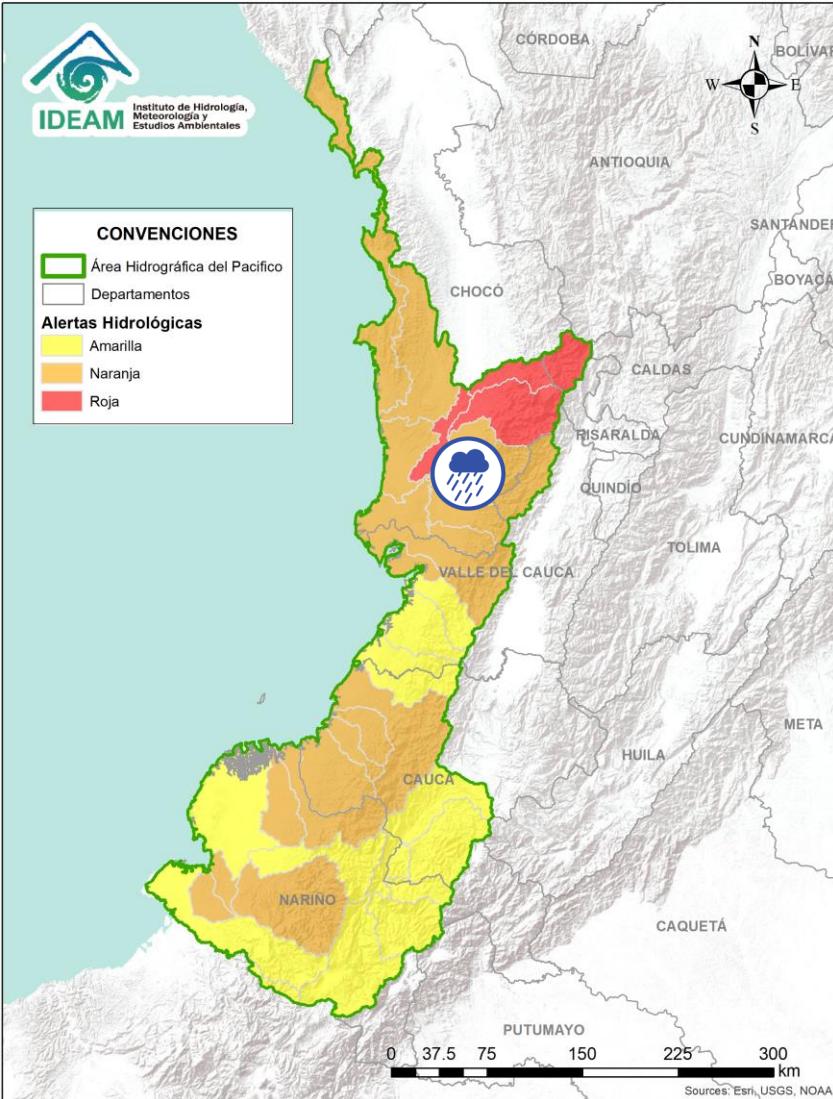 IDEAM
Instituto de Hidrología,
Meteorología y
Estudios Ambientales
CÓRDOBA
BOLÍVAR
N
W
E
S
ANTIOQUIA
SANTANDER
BOYACÁ
CONVENCIONES
Área Hidrográfica del Pacifico
Departamentos
Alertas Hidrológicas
Amarilla
Naranja
Roja
CHOCÓ
CALDAS
RISARALDA
CUNDINAMARCA
QUINDÍO
TOLIMA
VALLE DEL CAUCA
META
HUILA
CAUCA
NARIÑO
CAQUETÁ
PUTUMAYO
0 37.5 75 150 225 300
km
Sources: Esri, USGS, NOAA